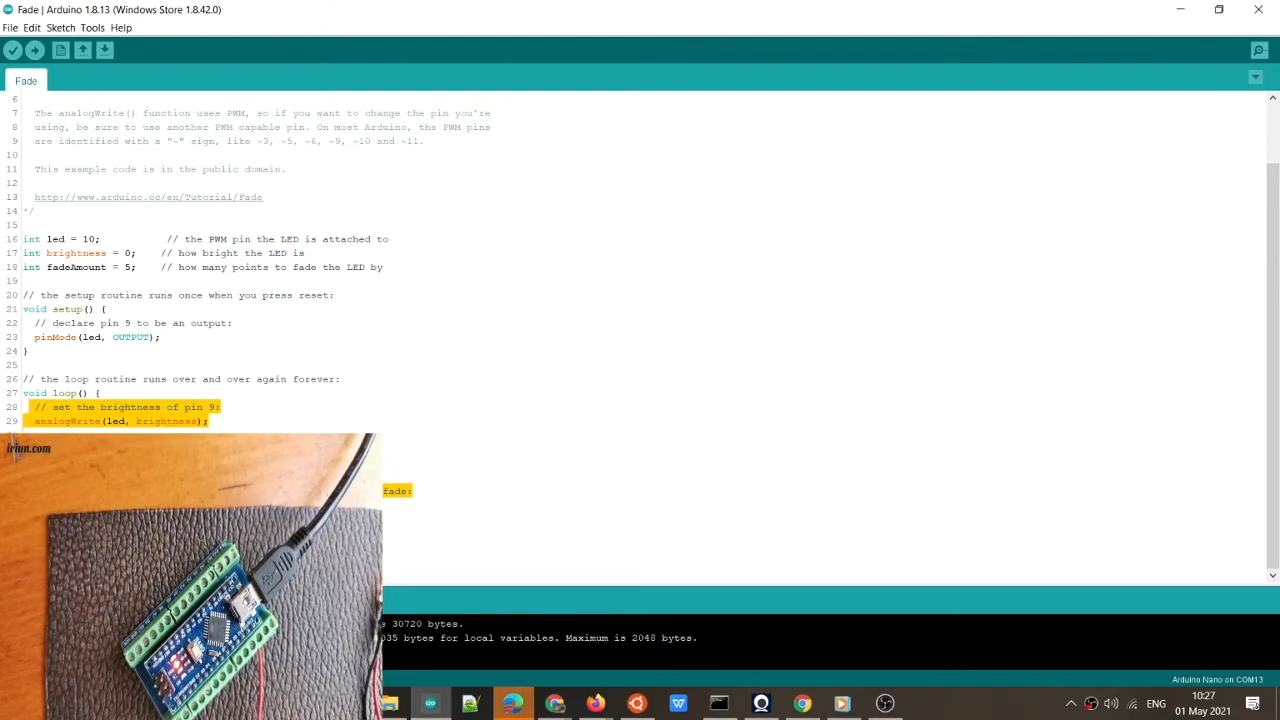 Fade | Arduino 1.8.13 (Windows Store 1.8.42.0)
File Edit Sketch Tools Help
Fade
6
7 The analogWrite() function uses PWM, so if you want to change the pin you're
8 using, be sure to use another PWM capable pin. On most Arduino, the PWM pins
9 are identified with a "~" sign, like ~3, ~5, ~6, ~9, ~10 and ~11.
10
11 This example code is in the public domain.
12
13 http://www.arduino.cc/en/Tutorial/Fade
14 */
15
16 int led = 10; // the PWM pin the LED is attached to
17 int brightness = 0; // how bright the LED is
18 int fadeAmount = 5; // how many points to fade the LED by
19
20 // the setup routine runs once when you press reset:
21 void setup() {
22 // declare pin 9 to be an output:
23 pinMode(led, OUTPUT);
24 }
25
26 // the loop routine runs over and over again forever:
27 void loop() {
28 // set the brightness of pin 9:
29 analogWrite(led, brightness);
iriun.com
fade:
30720 bytes.
bytes for local variables. Maximum is 2048 bytes.
Arduino Nano on COM13
ENG
10:27
01 May 2021